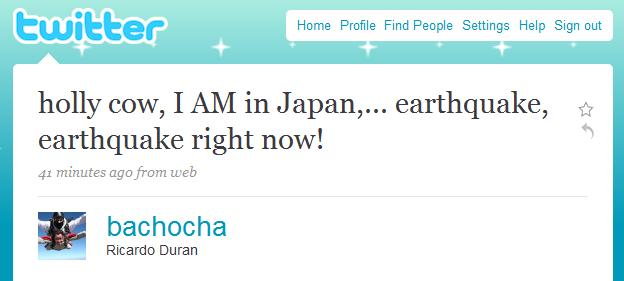 twitter
Home Profile Find People Settings Help Sign out
holly cow, I AM in Japan,... earthquake,
earthquake right now!
41 minutes ago from web
bachocha
Ricardo Duran